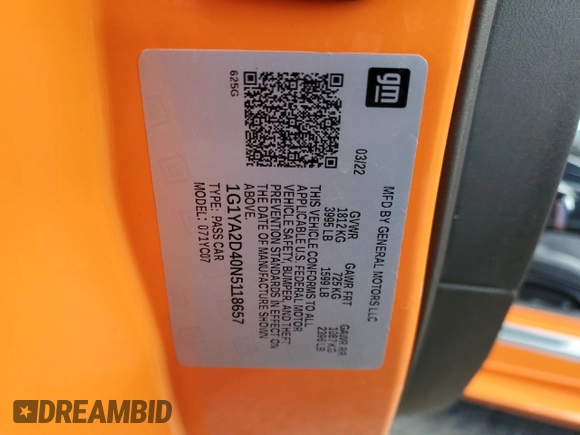 gm
MFD BY GENERAL MOTORS LLC
03/22
GVWR
1812 KG
3995 LB
GAWR FRT
725 KG
1599 LB
GAWR RR
1087 KG
2396 LB
THIS VEHICLE CONFORMS TO ALL
APPLICABLE U.S. FEDERAL MOTOR
VEHICLE SAFETY, BUMPER, AND THEFT
PREVENTION STANDARDS IN EFFECT ON
THE DATE OF MANUFACTURE SHOWN
ABOVE.
1G1YA2D40N5118657
TYPE: PASS CAR
MODEL: 071YC07
625G
DREAMBID